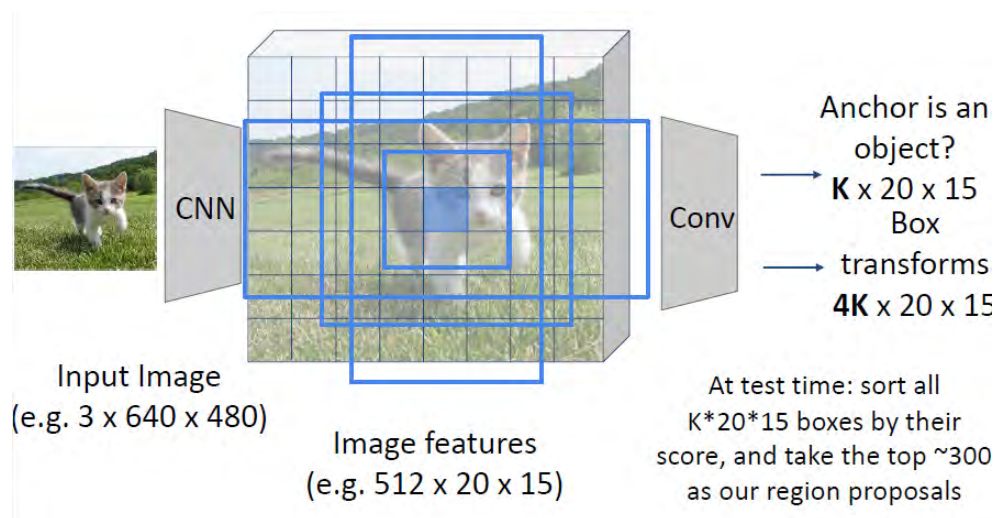 CNN
Input Image
(e.g. 3 x 640 x 480)
Image features
(e.g. 512 x 20 x 15)
Conv
Anchor is an
object?
K x 20 x 15
Box
transforms
4K x 20 x 15
At test time: sort all
K*20*15 boxes by their
score, and take the top ~300
as our region proposals